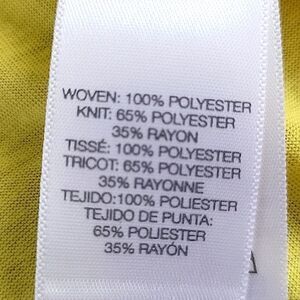 WOVEN: 100% POLYESTER
KNIT: 65% POLYESTER
35% RAYON
TISSÉ: 100% POLYESTER
TRICOT: 65% POLYESTER
35% RAYONNE
TEJIDO:100% POLIESTER
TEJIDO DE PUNTA:
65% POLIESTER
35% RAYÓN